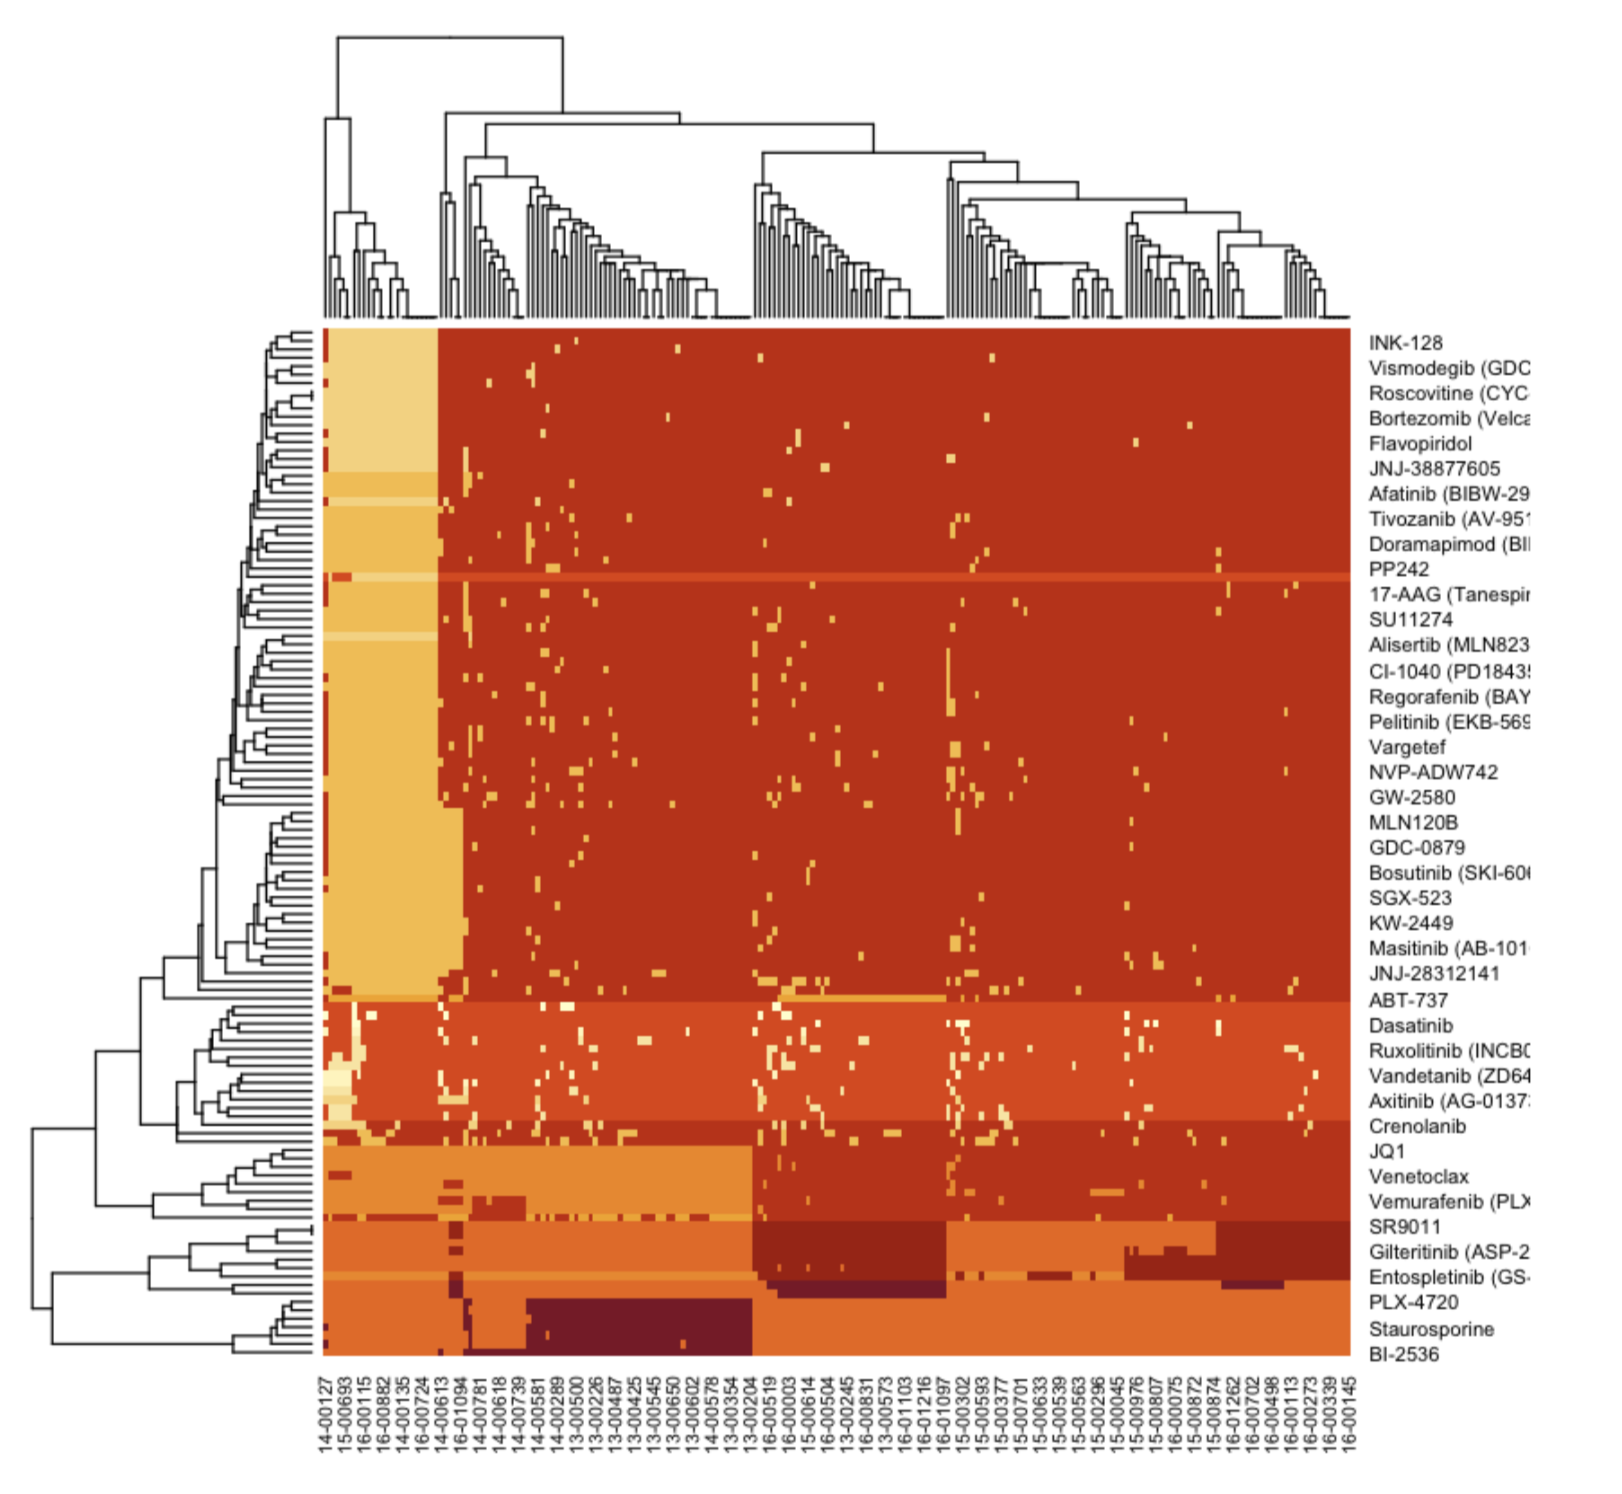 INK-128
Vismodegib (GDC
Roscovitine (CYC
Bortezomib (Velca
Flavopiridol
JNJ-38877605
Afatinib (BIBW-29
Tivozanib (AV-951
Doramapimod (BI
PP242
17-AAG (Tanespir
SU11274
Alisertib (MLN823
CI-1040 (PD1843
Regorafenib (BAY
Pelitinib (EKB-569
Vargetef
NVP-ADW742
GW-2580
MLN120B
GDC-0879
Bosutinib (SKI-60
SGX-523
KW-2449
Masitinib (AB-101
JNJ-28312141
ABT-737
Dasatinib
Ruxolitinib (INCB
Vandetanib (ZD64
Axitinib (AG-0137
Crenolanib
JQ1
Venetoclax
Vemurafenib (PLX
SR9011
Gilteritinib (ASP-2
Entospletinib (GS-
PLX-4720
Staurosporine
BI-2536
14-00127
15-00693
16-00115
16-00882
14-00135
16-00724
14-00613
16-01094
14-00781
14-00618
14-00739
14-05581
14-00289
13-00500
13-00226
13-00487
13-00425
13-00545
13-00650
13-00602
14-00578
13-00354
13-00204
16-00519
16-00003
15-00614
16-00504
13-00245
16-00831
13-00573
16-01103
16-01216
16-01097
15-00302
15-00593
15-00377
15-00701
15-00633
15-00539
15-00563
15-00296
15-00045
15-00976
15-00807
16-00075
15-00872
15-00874
16-01262
16-00702
16-00498
16-00113
16-00273
16-00339
16-00145